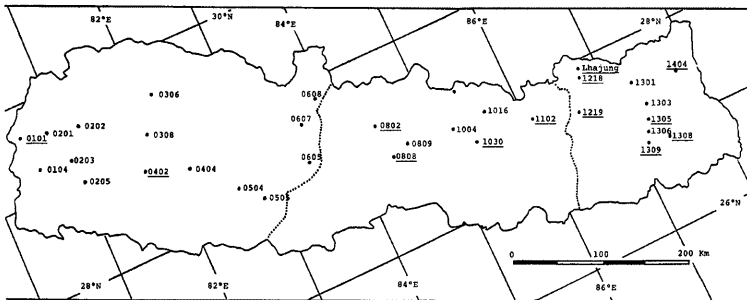 82°E
30°N
84°E
86°E
28°N
Lhajung
1404
1218
1301
0306
0608
1303
1016
1219
1102
1305
0202
0607
0802
0101
0201
0308
1004
1306
1308
0809
1030
1309
0203
0605
0808
0104
0402
0404
0205
0504
0505
26°N
0 100 200 Km
28°N
82°E
84°E
86°E